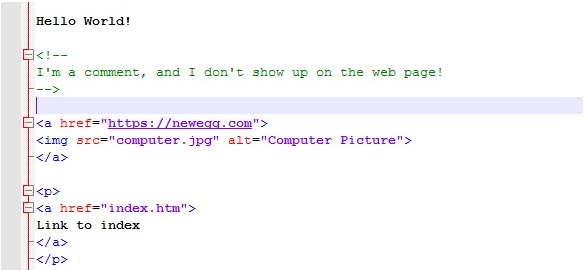 Hello World!
<!--
I'm a comment, and I don't show up on the web page!
-->
<a href="https://newegg.com">
<img src="computer.jpg" alt="Computer Picture">
</a>
<p>
<a href="index.htm">
Link to index
</a>
</p>